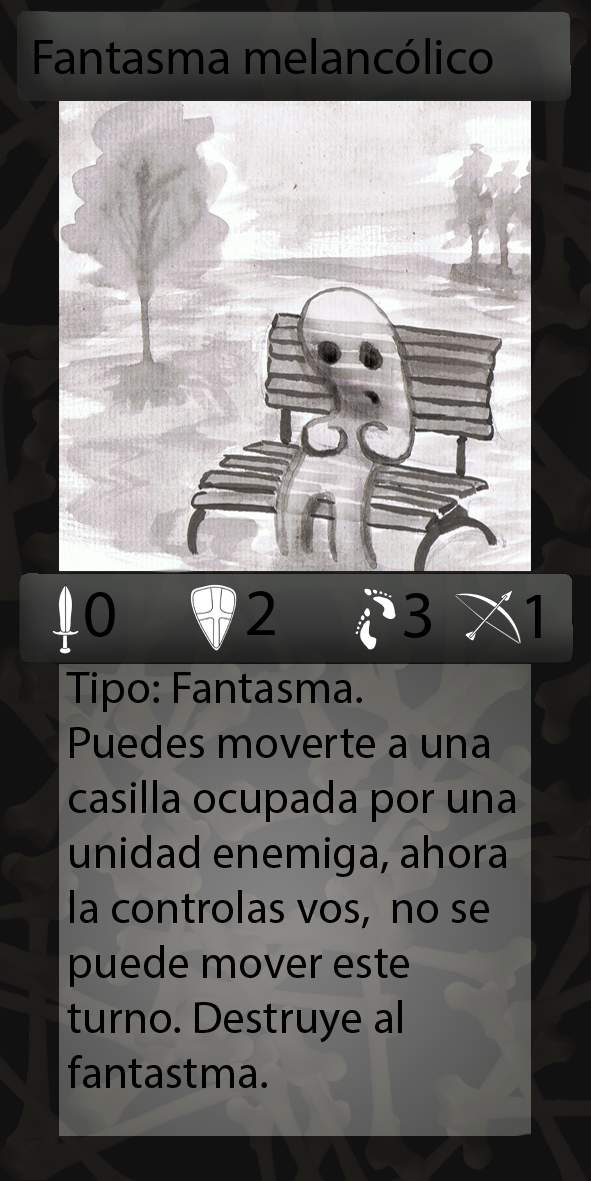 Fantasma melancólico
0 2 3 1
Tipo: Fantasma.
Puedes moverte a una
casilla ocupada por una
unidad enemiga, ahora
la controlas vos,  no se
puede mover este
turno. Destruye al
fantastma.